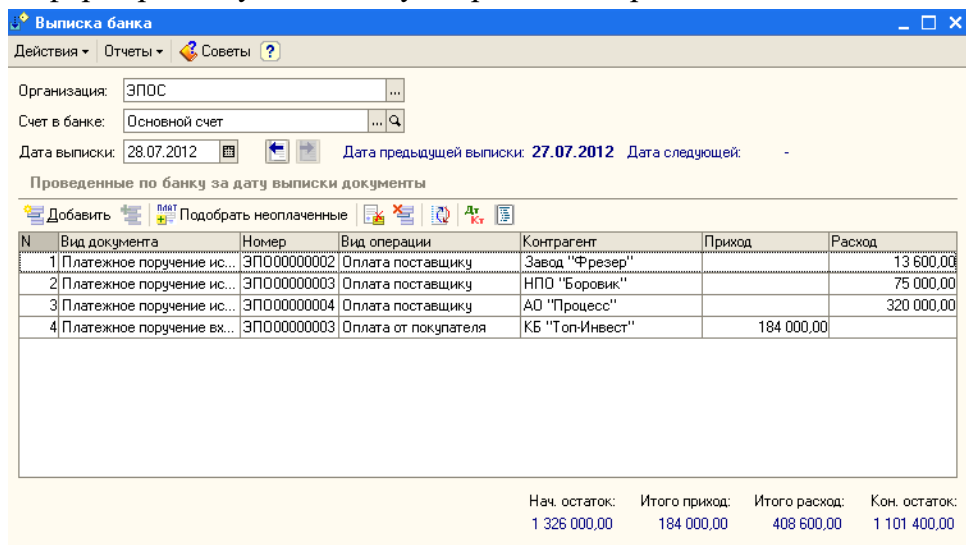 Выписка банка
Действия Отчеты Советы ?
Организация: ЭПОС ...
Счет в банке: Основной счет ...
Дата выписки: 28.07.2012 Дата предыдущей выписки: 27.07.2012 Дата следующей: -
Проведенные по банку за дату выписки документы
Добавить Подобрать неоплаченные Дт Кт
N Вид документа Номер Вид операции Контрагент Приход Расход
1 Платежное поручение ис... ЭПО00000002 Оплата поставщику Завод "Фрезер" 13 600,00
2 Платежное поручение ис... ЭПО00000003 Оплата поставщику НПО "Боровик" 75 000,00
3 Платежное поручение ис... ЭПО00000004 Оплата поставщику АО "Процесс" 320 000,00
4 Платежное поручение вх... ЭПО00000003 Оплата от покупателя КБ "Топ-Инвест" 184 000,00
Нач. остаток: Итого приход: Итого расход: Кон. остаток:
1 326 000,00 184 000,00 408 600,00 1 101 400,00